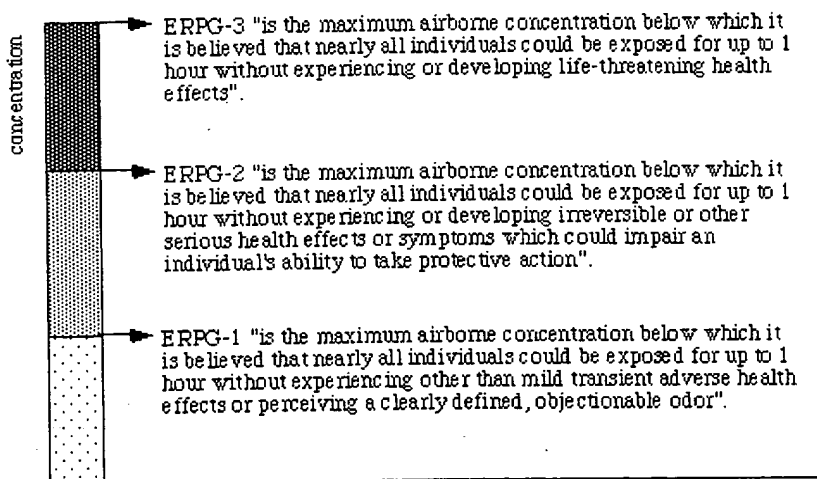 concentration
ERPG-3 "is the maximum airborne concentration below which it
is believed that nearly all individuals could be exposed for up to 1
hour without experiencing or developing life-threatening health
effects".
ERPG-2 "is the maximum airborne concentration below which it
is believed that nearly all individuals could be exposed for up to 1
hour without experiencing or developing irreversible or other
serious health effects or symptoms which could impair an
individual's ability to take protective action".
ERPG-1 "is the maximum airborne concentration below which it
is believed that nearly all individuals could be exposed for up to 1
hour without experiencing other than mild transient adverse health
effects or perceiving a clearly defined, objectionable odor".